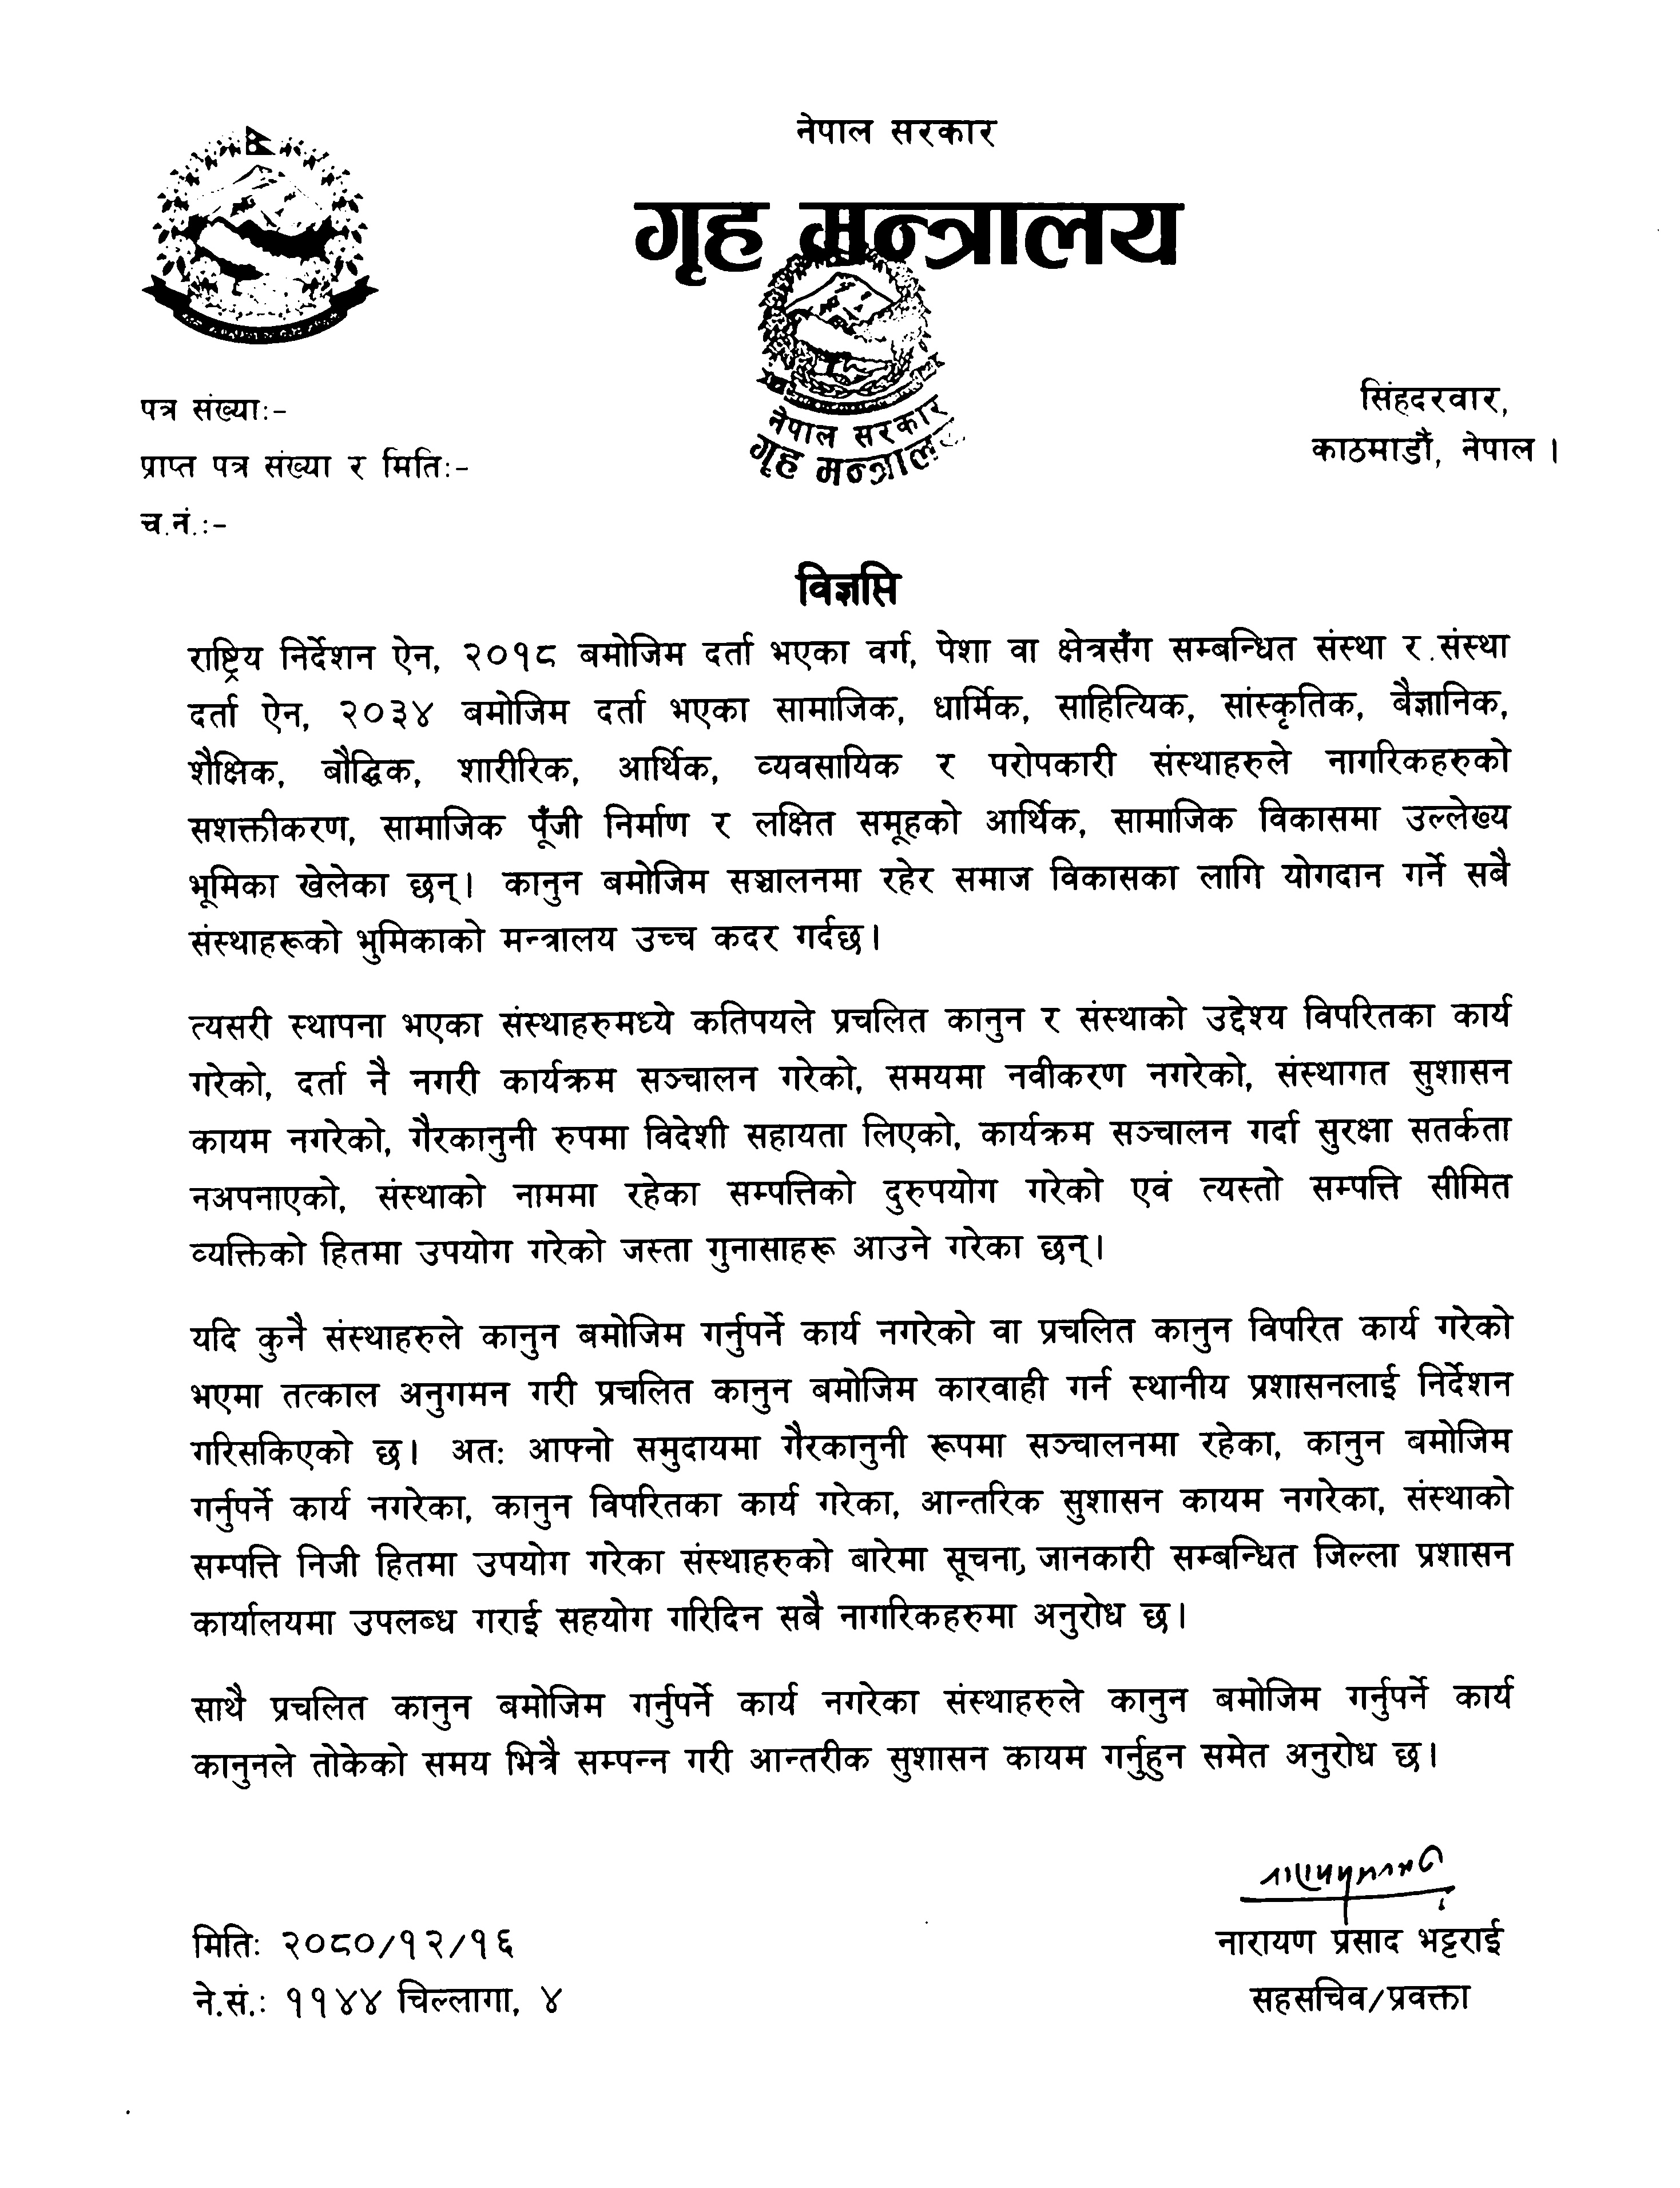 नेपाल सरकार
गृह मन्त्रालय
नेपाल सरकार
गृह मन्त्रालय
सिंहदरवार,
काठमाडौं, नेपाल ।
पत्र संख्याः-
प्राप्त पत्र संख्या र मितिः-
च.नं.ः-
विज्ञप्ति
राष्ट्रिय निर्देशन ऐन, २०१८ बमोजिम दर्ता भएका वर्ग, पेशा वा क्षेत्रसँग सम्बन्धित संस्था र संस्था
दर्ता ऐन, २०३४ बमोजिम दर्ता भएका सामाजिक, धार्मिक, साहित्यिक, सांस्कृतिक, बैज्ञानिक,
शैक्षिक, बौद्धिक, शारीरिक, आर्थिक, व्यवसायिक र परोपकारी संस्थाहरुले नागरिकहरुको
सशक्तीकरण, सामाजिक पूँजी निर्माण र लक्षित समूहको आर्थिक, सामाजिक विकासमा उल्लेख्य
भूमिका खेलेका छन्। कानुन बमोजिम सञ्चालनमा रहेर समाज विकासका लागि योगदान गर्ने सबै
संस्थाहरूको भुमिकाको मन्त्रालय उच्च कदर गर्दछ।
त्यसरी स्थापना भएका संस्थाहरुमध्ये कतिपयले प्रचलित कानुन र संस्थाको उद्देश्य विपरितका कार्य
गरेको, दर्ता नै नगरी कार्यक्रम सञ्चालन गरेको, समयमा नवीकरण नगरेको, संस्थागत सुशासन
कायम नगरेको, गैरकानुनी रुपमा विदेशी सहायता लिएको, कार्यक्रम सञ्चालन गर्दा सुरक्षा सतर्कता
नअपनाएको, संस्थाको नाममा रहेका सम्पत्तिको दुरुपयोग गरेको एवं त्यस्तो सम्पत्ति सीमित
व्यक्तिको हितमा उपयोग गरेको जस्ता गुनासाहरू आउने गरेका छन्।
यदि कुनै संस्थाहरुले कानुन बमोजिम गर्नुपर्ने कार्य नगरेको वा प्रचलित कानुन विपरित कार्य गरेको
भएमा तत्काल अनुगमन गरी प्रचलित कानुन बमोजिम कारवाही गर्न स्थानीय प्रशासनलाई निर्देशन
गरिसकिएको छ। अतः आफ्नो समुदायमा गैरकानुनी रूपमा सञ्चालनमा रहेका, कानुन बमोजिम
गर्नुपर्ने कार्य नगरेका, कानुन विपरितका कार्य गरेका, आन्तरिक सुशासन कायम नगरेका, संस्थाको
सम्पत्ति निजी हितमा उपयोग गरेका संस्थाहरुको बारेमा सूचना, जानकारी सम्बन्धित जिल्ला प्रशासन
कार्यालयमा उपलब्ध गराई सहयोग गरिदिन सबै नागरिकहरुमा अनुरोध छ।
साथै प्रचलित कानुन बमोजिम गर्नुपर्ने कार्य नगरेका संस्थाहरुले कानुन बमोजिम गर्नुपर्ने कार्य
कानुनले तोकेको समय भित्रै सम्पन्न गरी आन्तरीक सुशासन कायम गर्नुहुन समेत अनुरोध छ।
मितिः २०८०/१२/१६
ने.सं.ः ११४४ चिल्लागा, ४
नारायण प्रसाद भट्टराई
सहसचिव/प्रवक्ता